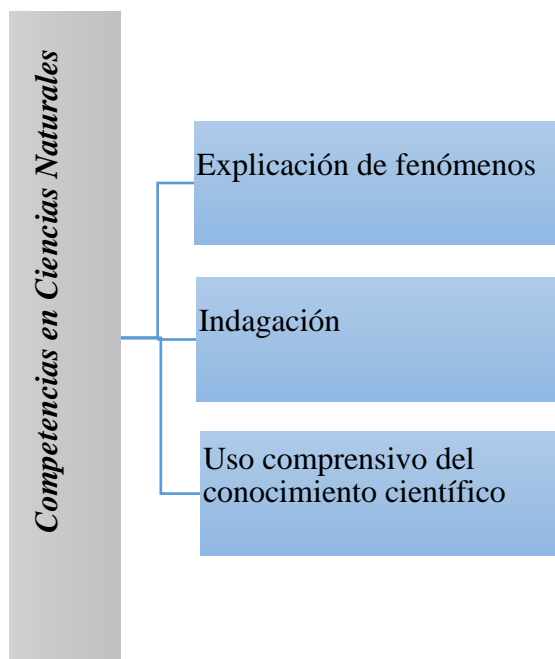 Competencias en Ciencias Naturales
Explicación de fenómenos
Indagación
Uso comprensivo del
conocimiento científico